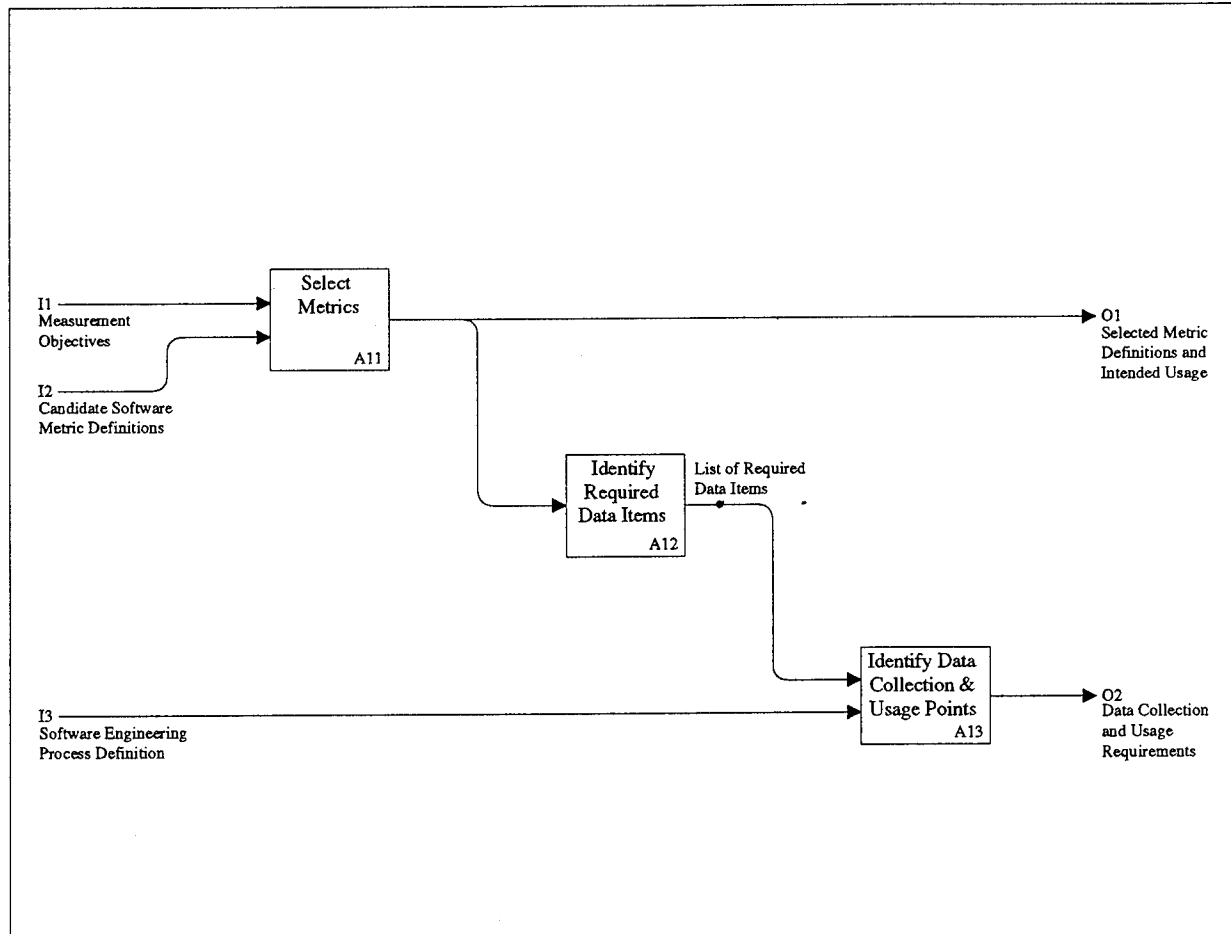 Select
Metrics
A11
I1
Measurement
Objectives
I2
Candidate Software
Metric Definitions
O1
Selected Metric
Definitions and
Intended Usage
Identify
Required
Data Items
A12
List of Required
Data Items
Identify Data
Collection &
Usage Points
A13
I3
Software Engineering
Process Definition
O2
Data Collection
and Usage
Requirements